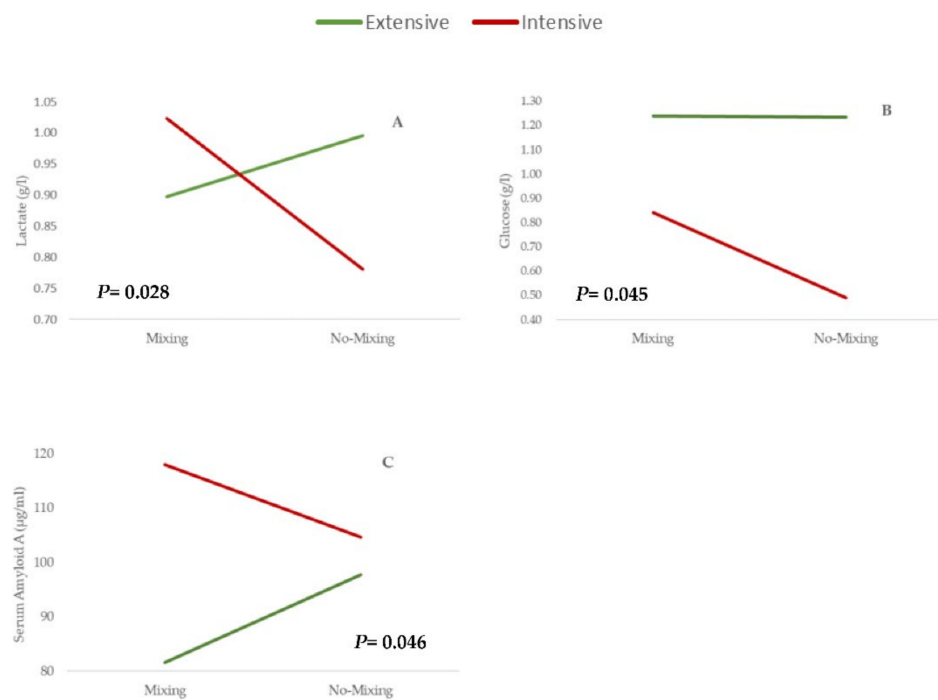 Extensive Intensive
A
Lactate (g/l)
1.05
1.00
0.95
0.90
0.85
0.80
0.75
0.70
P= 0.028
Mixing No-Mixing
B
Glucose (g/l)
1.30
1.20
1.10
1.00
0.90
0.80
0.70
0.60
0.50
0.40
P= 0.045
Mixing No-Mixing
C
Serum Amyloid A (µg/ml)
120
110
100
90
80
P= 0.046
Mixing No-Mixing